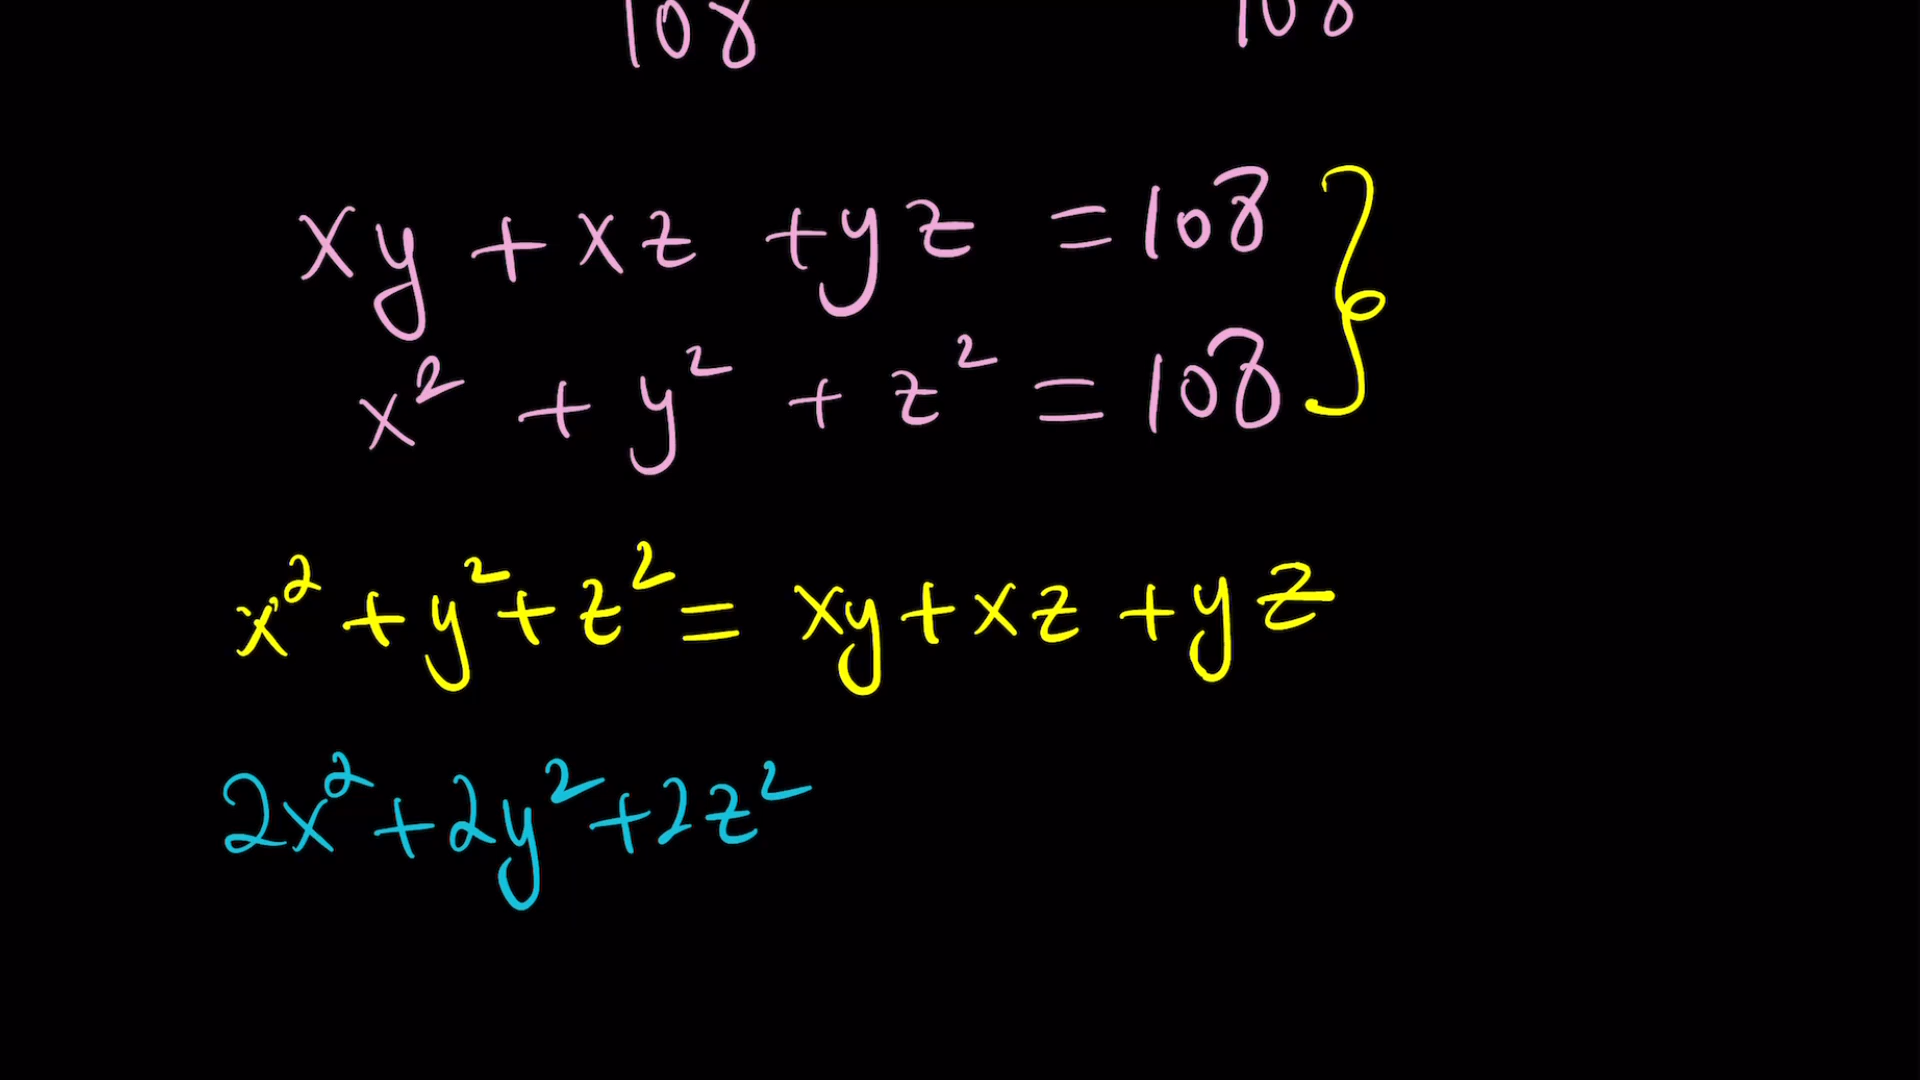 108 108
xy + xz + yz = 108
x² + y² + z² = 108
x² + y² + z² = xy + xz + yz
2x² + 2y² + 2z²